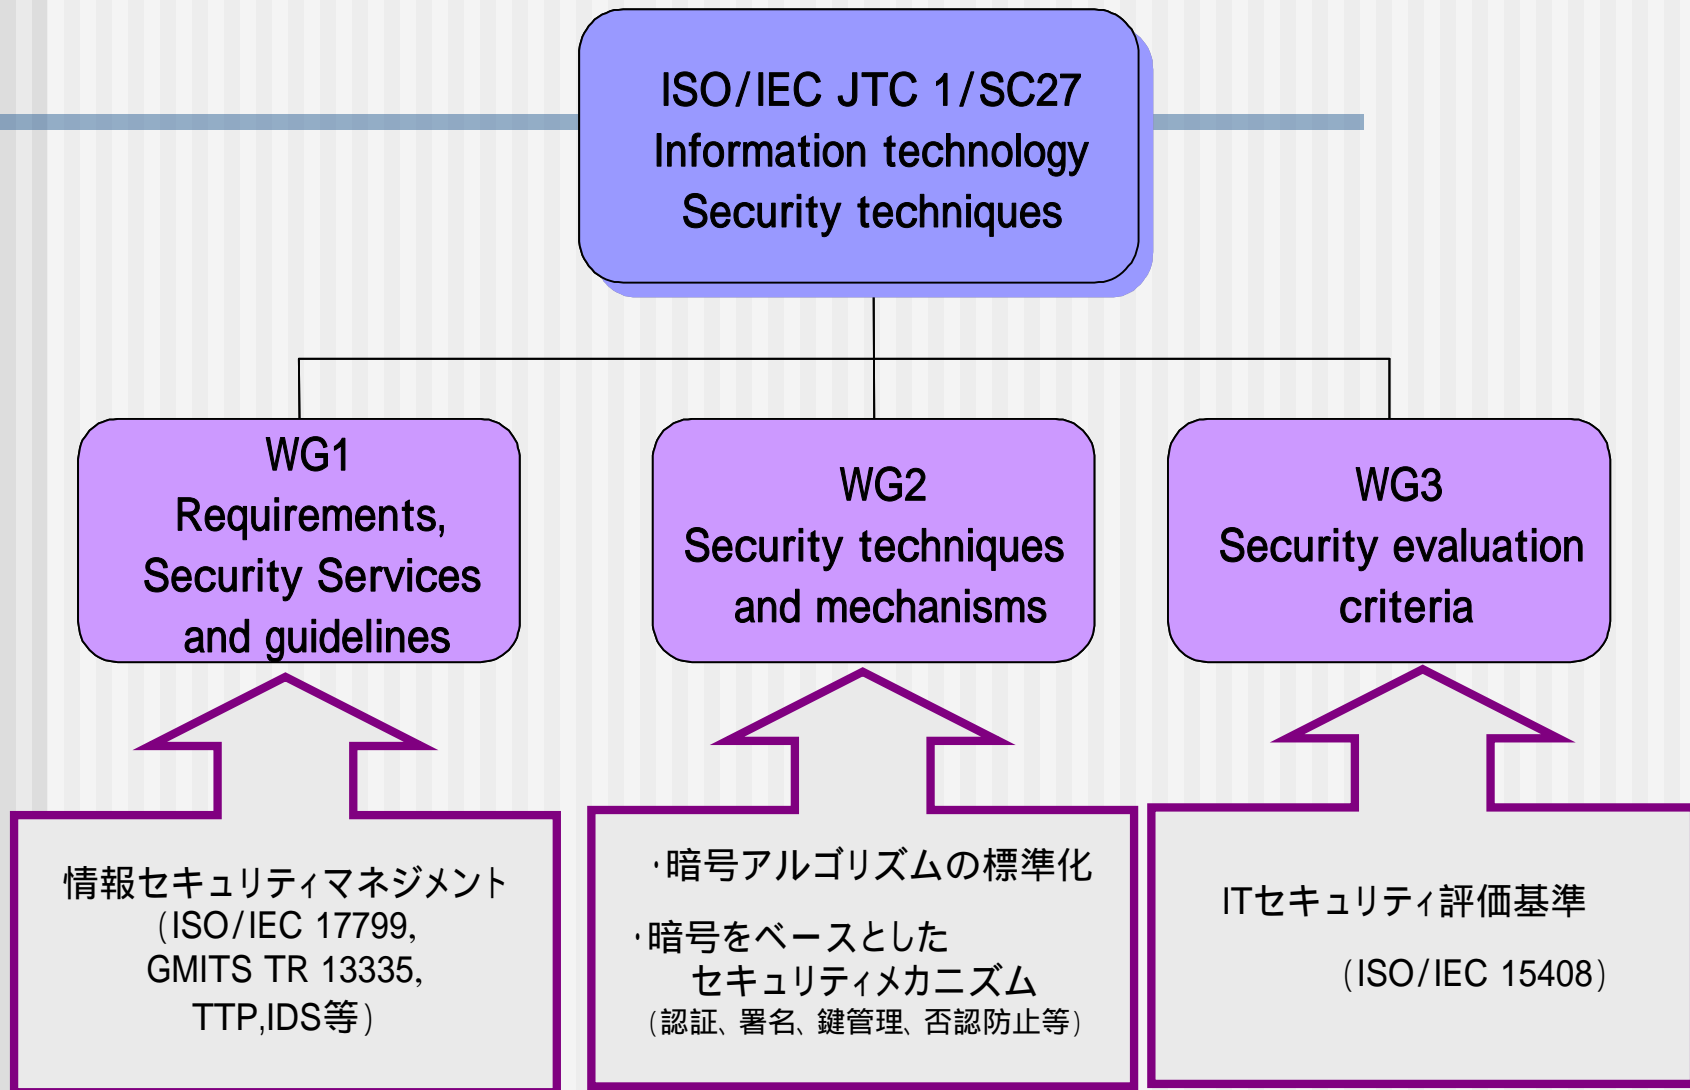 ISO/IEC JTC 1/SC27
Information technology
Security techniques
WG1
Requirements,
Security Services
and guidelines
WG2
Security techniques
and mechanisms
WG3
Security evaluation
criteria
情報セキュリティマネジメント
(ISO/IEC 17799,
GMITS TR 13335,
TTP,IDS等)
・暗号アルゴリズムの標準化
・暗号をベースとした
セキュリティメカニズム
(認証、署名、鍵管理、否認防止等)
ITセキュリティ評価基準
(ISO/IEC 15408)